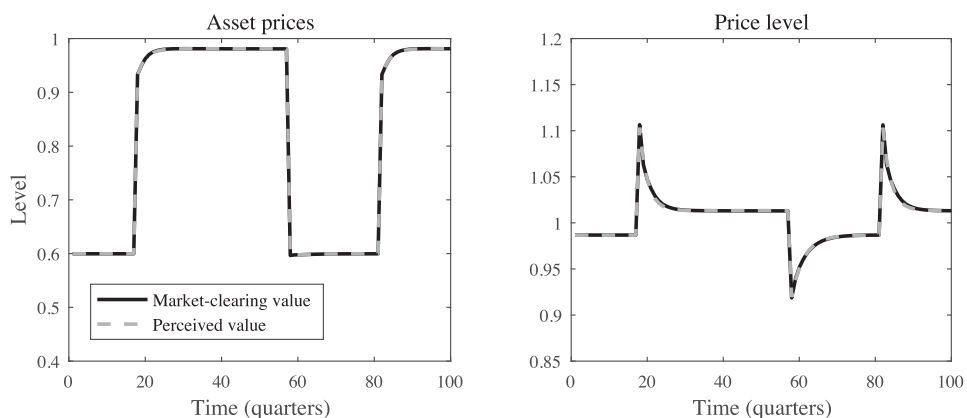 Asset prices
1
0.9
0.8
0.7
0.6
0.5
0.4
Level
Market-clearing value
Perceived value
0 20 40 60 80 100
Time (quarters)
Price level
1.2
1.15
1.1
1.05
1
0.95
0.9
0.85
0 20 40 60 80 100
Time (quarters)